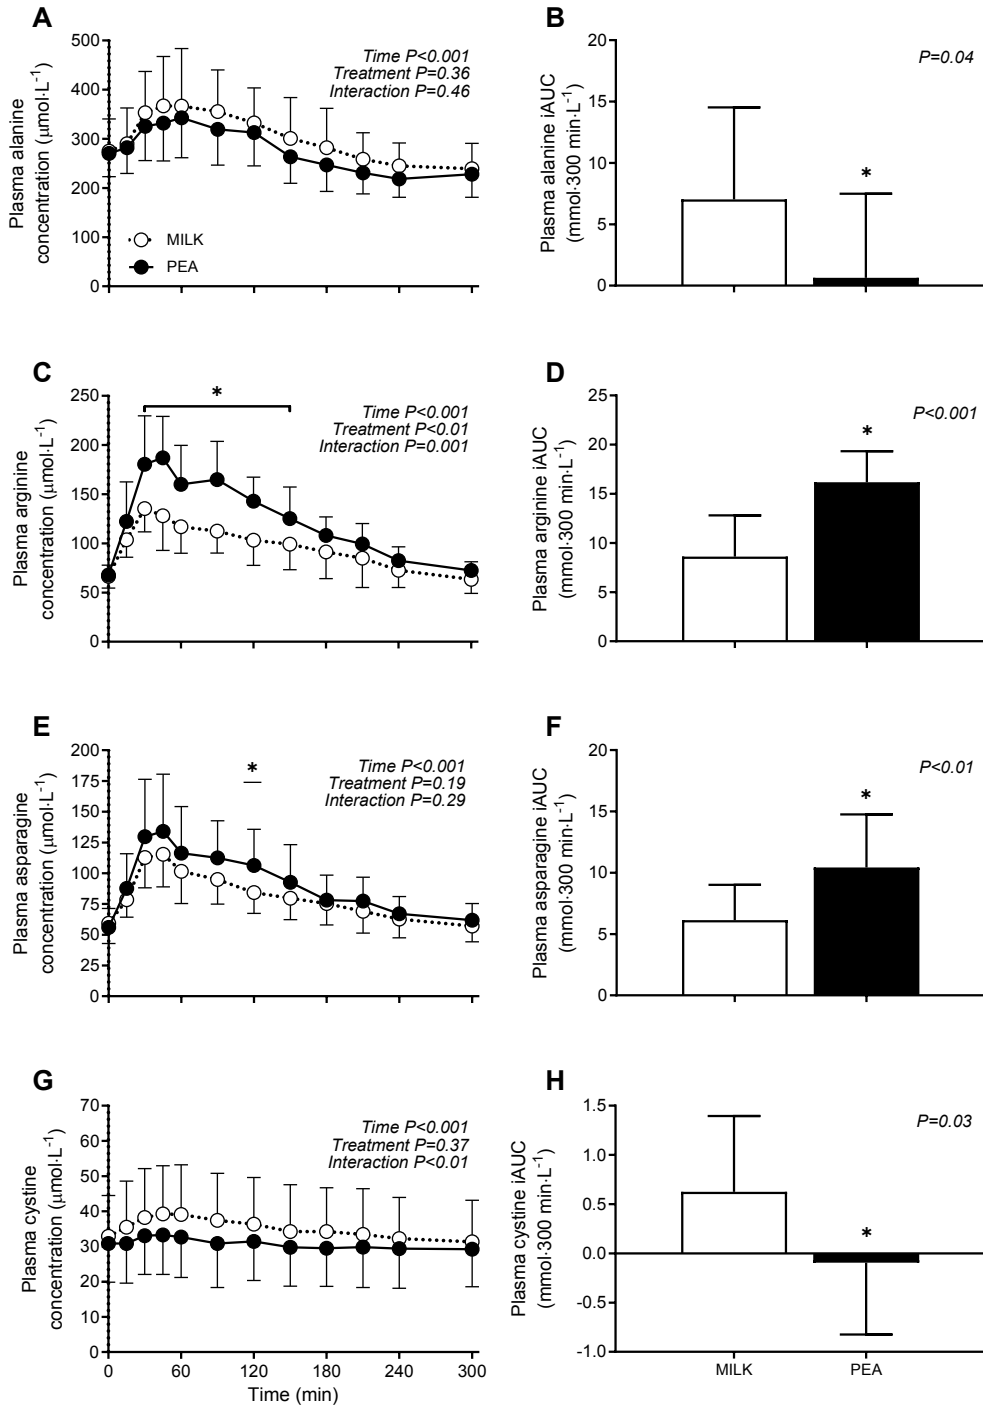 A
Plasma alanine
concentration (μmol·L⁻¹)
500
400
300
200
100
0
Time P<0.001
Treatment P=0.36
Interaction P=0.46
MILK
PEA
B
Plasma alanine iAUC
(mmol·300 min·L⁻¹)
20
15
10
5
0
P=0.04
*
C
Plasma arginine
concentration (μmol·L⁻¹)
250
200
150
100
50
0
*
Time P<0.001
Treatment P<0.01
Interaction P=0.001
D
Plasma arginine iAUC
(mmol·300 min·L⁻¹)
25
20
15
10
5
0
P<0.001
*
E
Plasma asparagine
concentration (μmol·L⁻¹)
200
175
150
125
100
75
50
25
0
*
Time P<0.001
Treatment P=0.19
Interaction P=0.29
F
Plasma asparagine iAUC
(mmol·300 min·L⁻¹)
20
15
10
5
0
P<0.01
*
G
Plasma cystine
concentration (μmol·L⁻¹)
70
60
50
40
30
20
10
0
Time P<0.001
Treatment P=0.37
Interaction P<0.01
0 60 120 180 240 300
Time (min)
H
Plasma cystine iAUC
(mmol·300 min·L⁻¹)
1.5
1.0
0.5
0.0
-0.5
-1.0
P=0.03
*
MILK PEA